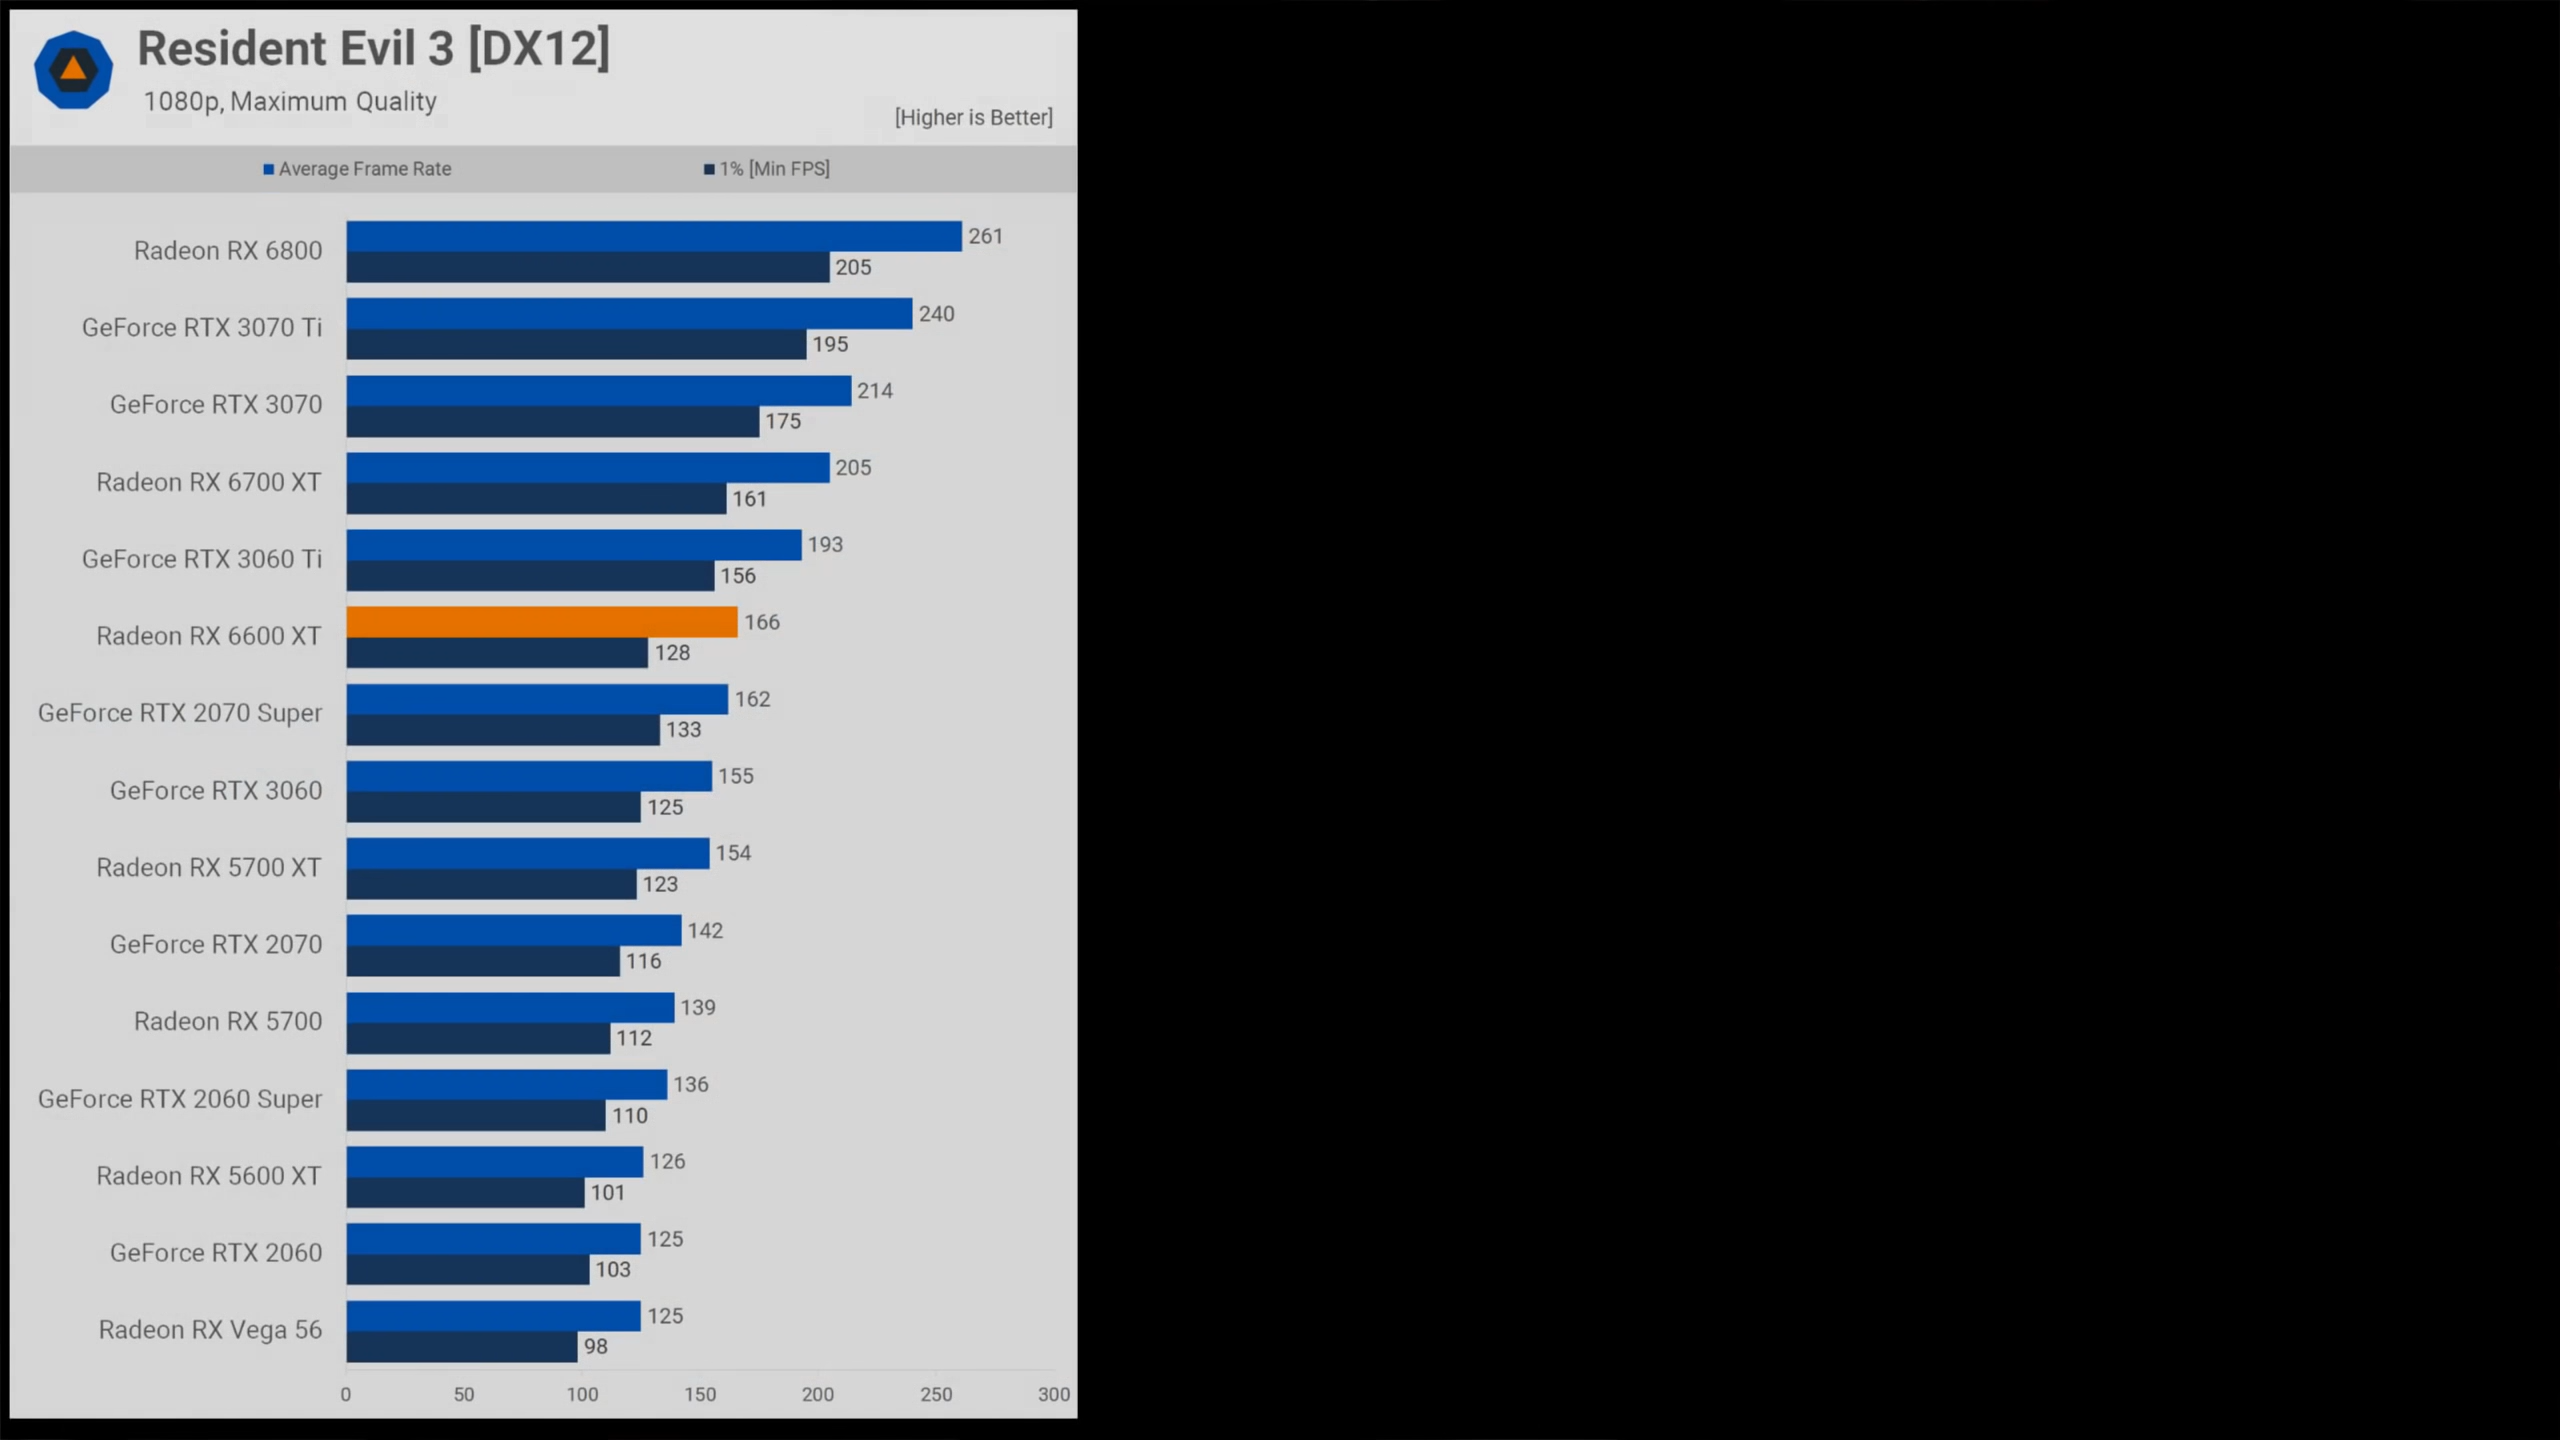 Resident Evil 3 [DX12]
1080p, Maximum Quality
[Higher is Better]
Average Frame Rate
1% [Min FPS]
Radeon RX 6800
261
205
GeForce RTX 3070 Ti
240
195
GeForce RTX 3070
214
175
Radeon RX 6700 XT
205
161
GeForce RTX 3060 Ti
193
156
Radeon RX 6600 XT
166
128
GeForce RTX 2070 Super
162
133
GeForce RTX 3060
155
125
Radeon RX 5700 XT
154
123
GeForce RTX 2070
142
116
Radeon RX 5700
139
112
GeForce RTX 2060 Super
136
110
Radeon RX 5600 XT
126
101
GeForce RTX 2060
125
103
Radeon RX Vega 56
125
98
0 50 100 150 200 250 300